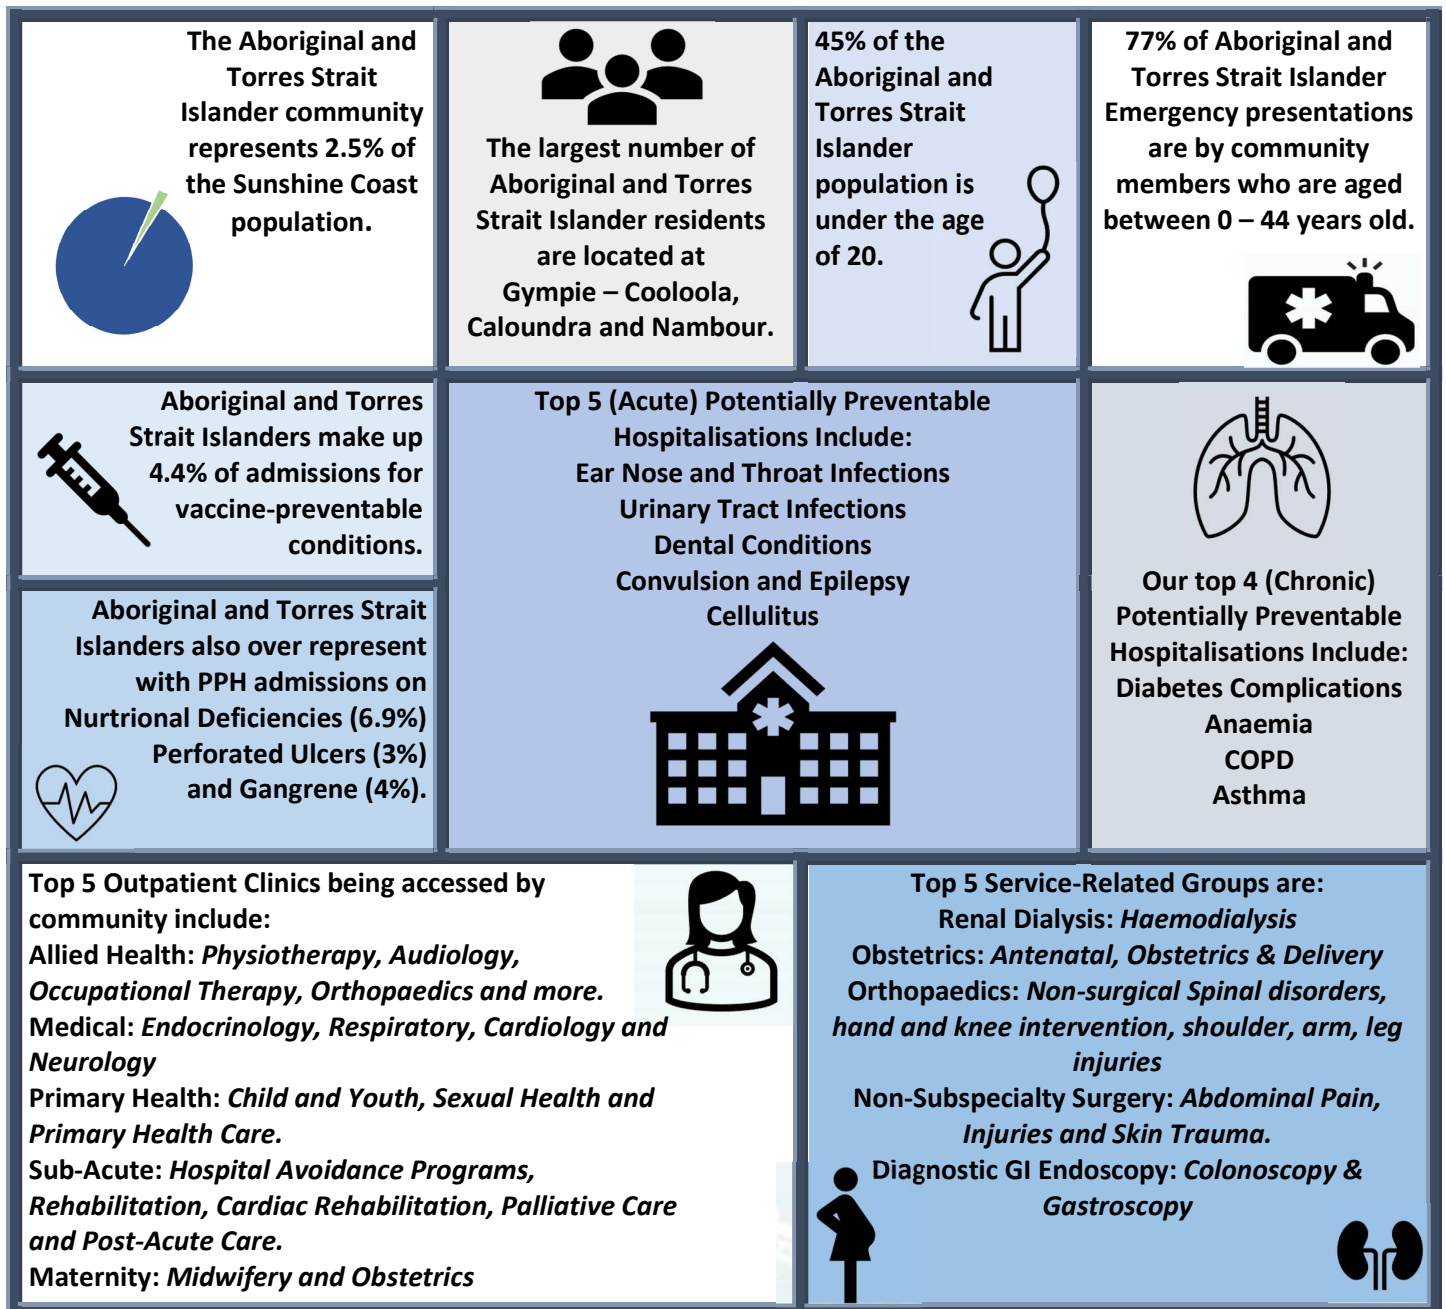 The Aboriginal and
Torres Strait
Islander community
represents 2.5% of
the Sunshine Coast
population.
The largest number of
Aboriginal and Torres
Strait Islander residents
are located at
Gympie – Cooloola,
Caloundra and Nambour.
45% of the
Aboriginal and
Torres Strait
Islander
population is
under the age
of 20.
77% of Aboriginal and
Torres Strait Islander
Emergency presentations
are by community
members who are aged
between 0 – 44 years old.
Aboriginal and Torres
Strait Islanders make up
4.4% of admissions for
vaccine-preventable
conditions.
Aboriginal and Torres Strait
Islanders also over represent
with PPH admissions on
Nurtrional Deficiencies (6.9%)
Perforated Ulcers (3%)
and Gangrene (4%).
Top 5 (Acute) Potentially Preventable
Hospitalisations Include:
Ear Nose and Throat Infections
Urinary Tract Infections
Dental Conditions
Convulsion and Epilepsy
Cellulitus
Our top 4 (Chronic)
Potentially Preventable
Hospitalisations Include:
Diabetes Complications
Anaemia
COPD
Asthma
Top 5 Outpatient Clinics being accessed by
community include:
Allied Health: Physiotherapy, Audiology,
Occupational Therapy, Orthopaedics and more.
Medical: Endocrinology, Respiratory, Cardiology and
Neurology
Primary Health: Child and Youth, Sexual Health and
Primary Health Care.
Sub-Acute: Hospital Avoidance Programs,
Rehabilitation, Cardiac Rehabilitation, Palliative Care
and Post-Acute Care.
Maternity: Midwifery and Obstetrics
Top 5 Service-Related Groups are:
Renal Dialysis: Haemodialysis
Obstetrics: Antenatal, Obstetrics & Delivery
Orthopaedics: Non-surgical Spinal disorders,
hand and knee intervention, shoulder, arm, leg
injuries
Non-Subspecialty Surgery: Abdominal Pain,
Injuries and Skin Trauma.
Diagnostic GI Endoscopy: Colonoscopy &
Gastroscopy